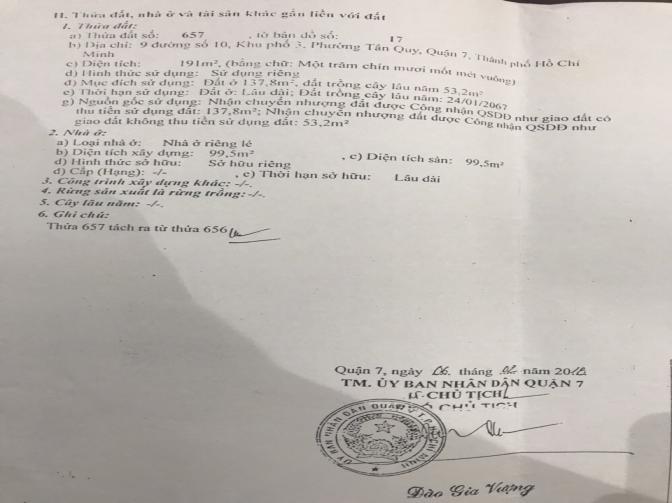 II. Thửa đất, nhà ở và tài sản khác gắn liền với đất
1. Thửa đất:
a) Thửa đất số: 657 , tờ bản đồ số: 17
b) Địa chỉ: 9 đường số 10, Khu phố 3, Phường Tân Quy, Quận 7, Thành phố Hồ Chí
Minh
c) Diện tích: 191m², (bằng chữ: Một trăm chín mươi mốt mét vuông)
d) Hình thức sử dụng: Sử dụng riêng
đ) Mục đích sử dụng: Đất ở 137,8m², đất trồng cây lâu năm 53,2m²
e) Thời hạn sử dụng: Đất ở: Lâu dài; Đất trồng cây lâu năm: 24/01/2067
g) Nguồn gốc sử dụng: Nhận chuyển nhượng đất được Công nhận QSDĐ như giao đất có
thu tiền sử dụng đất: 137,8m²; Nhận chuyển nhượng đất được Công nhận QSDĐ như
giao đất không thu tiền sử dụng đất: 53,2m²
2. Nhà ở:
a) Loại nhà ở: Nhà ở riêng lẻ
b) Diện tích xây dựng: 99,5m² , c) Diện tích sàn: 99,5m²
d) Hình thức sở hữu: Sở hữu riêng
đ) Cấp (Hạng): -/- , e) Thời hạn sở hữu: Lâu dài
3. Công trình xây dựng khác: -/-.
4. Rừng sản xuất là rừng trồng: -/-.
5. Cây lâu năm: -/-.
6. Ghi chú:
Thửa 657 tách ra từ thửa 656
Quận 7, ngày 06 tháng năm
TM. ỦY BAN NHÂN DÂN QUẬN 7
CHỦ TỊCH
CHỦ TỊCH
ỦY BAN NHÂN DÂN QUẬN 7
Đào Gia Vượng